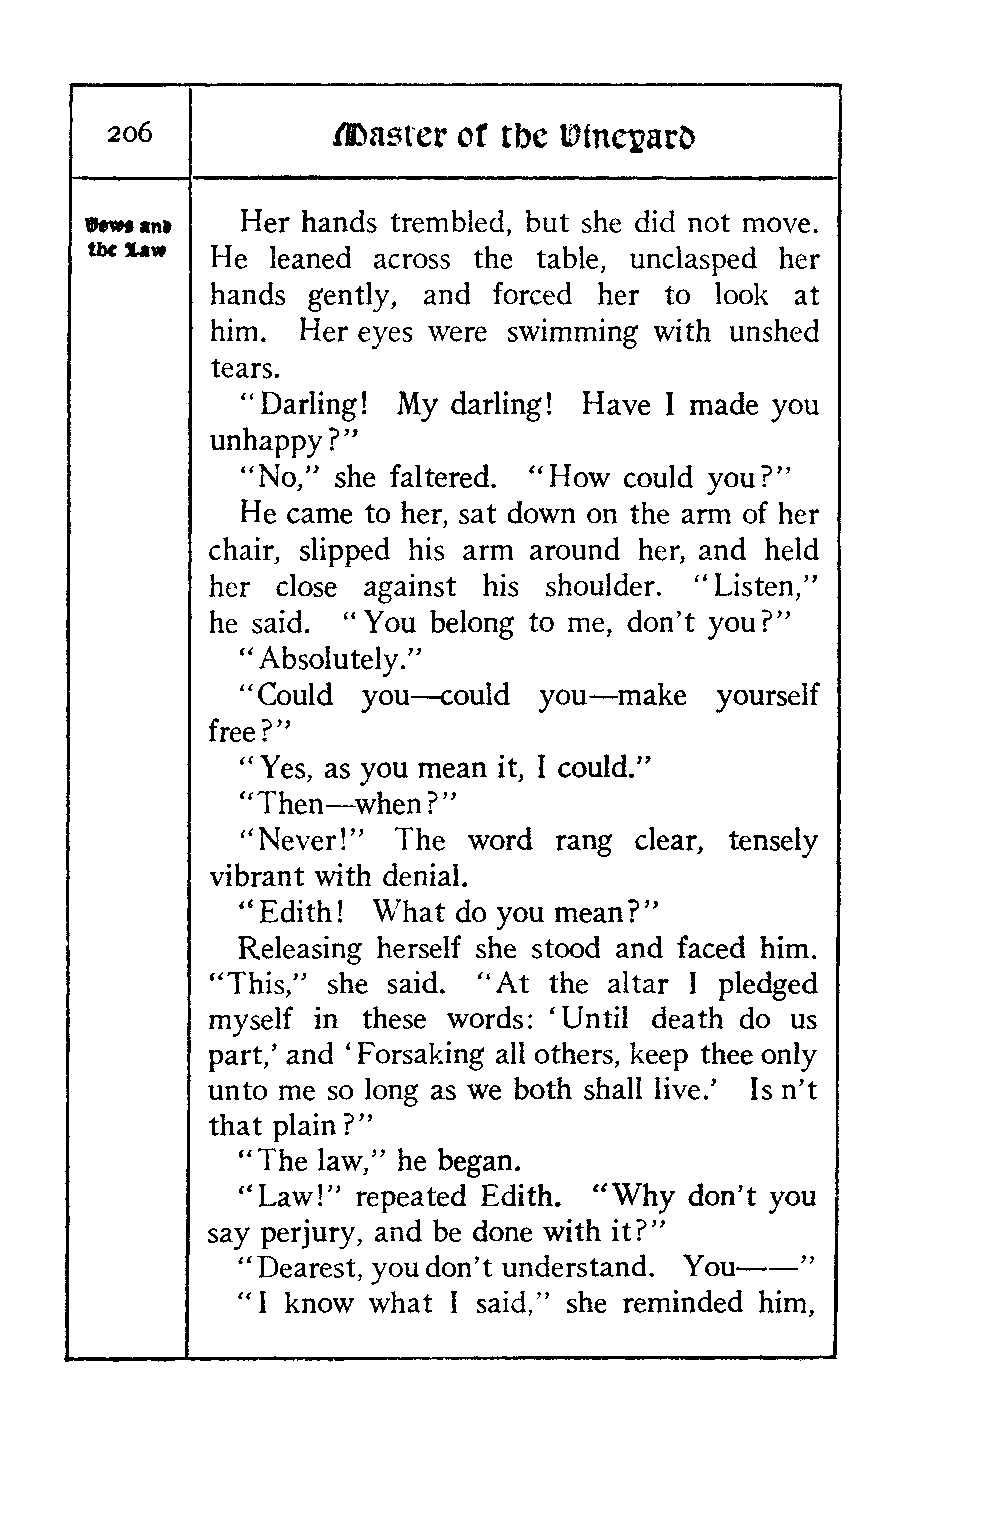 206
Master of the Vineyard
Vows and
the Law
Her hands trembled, but she did not move.
He leaned across the table, unclasped her
hands gently, and forced her to look at
him. Her eyes were swimming with unshed
tears.
“Darling! My darling! Have I made you
unhappy?”
“No,” she faltered. “How could you?”
He came to her, sat down on the arm of her
chair, slipped his arm around her, and held
her close against his shoulder. “Listen,”
he said. “You belong to me, don’t you?”
“Absolutely.”
“Could you—could you—make yourself
free?”
“Yes, as you mean it, I could.”
“Then—when?”
“Never!” The word rang clear, tensely
vibrant with denial.
“Edith! What do you mean?”
Releasing herself she stood and faced him.
“This,” she said. “At the altar I pledged
myself in these words: ‘Until death do us
part,’ and ‘Forsaking all others, keep thee only
unto me so long as we both shall live.’ Is n’t
that plain?”
“The law,” he began.
“Law!” repeated Edith. “Why don’t you
say perjury, and be done with it?”
“Dearest, you don’t understand. You——”
“I know what I said,” she reminded him,